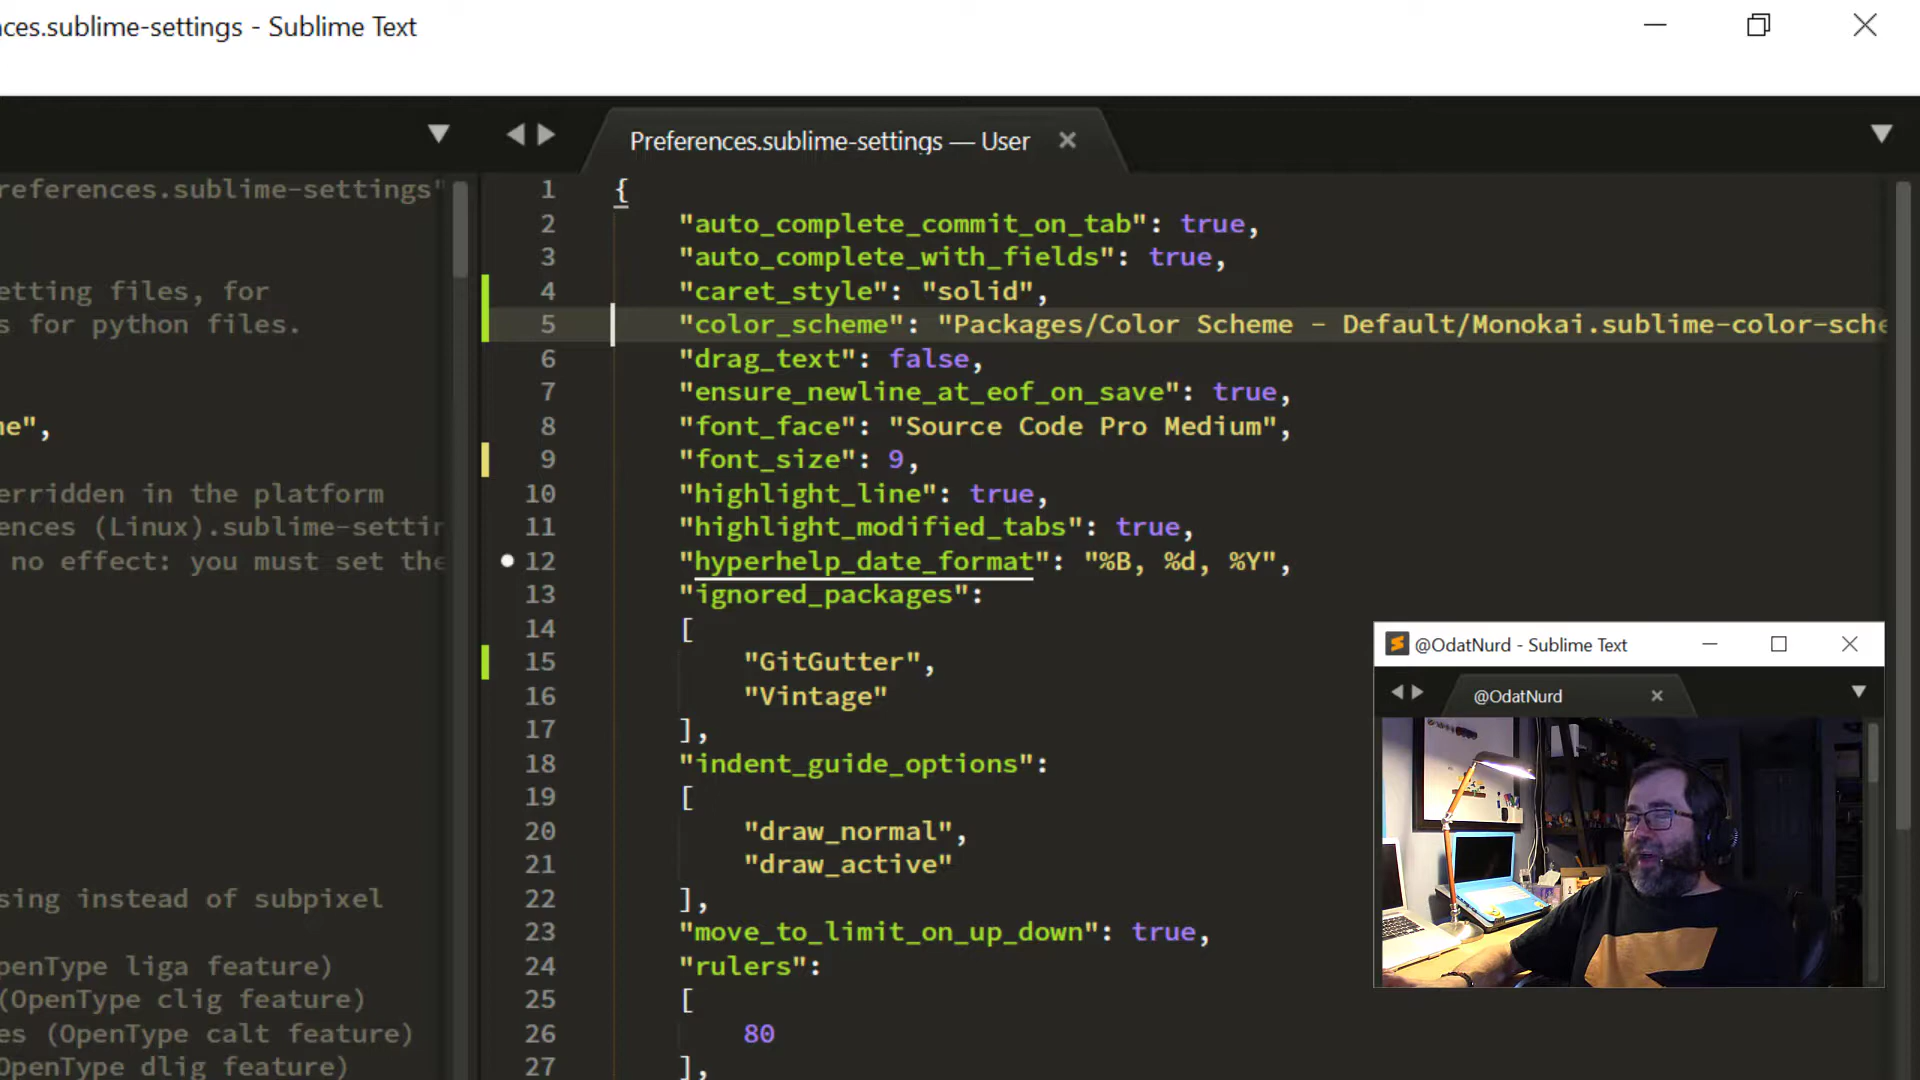 ces.sublime-settings - Sublime Text
Preferences.sublime-settings — User
references.sublime-settings"
etting files, for
s for python files.
ne",
erridden in the platform
ences (Linux).sublime-settin
no effect: you must set the
sing instead of subpixel
penType liga feature)
(OpenType clig feature)
es (OpenType calt feature)
OpenType dlig feature)
1 {
2 "auto_complete_commit_on_tab": true,
3 "auto_complete_with_fields": true,
4 "caret_style": "solid",
5 "color_scheme": "Packages/Color Scheme - Default/Monokai.sublime-color-sche
6 "drag_text": false,
7 "ensure_newline_at_eof_on_save": true,
8 "font_face": "Source Code Pro Medium",
9 "font_size": 9,
10 "highlight_line": true,
11 "highlight_modified_tabs": true,
12 "hyperhelp_date_format": "%B, %d, %Y",
13 "ignored_packages":
14 [
15 "GitGutter",
16 "Vintage"
17 ],
18 "indent_guide_options":
19 [
20 "draw_normal",
21 "draw_active"
22 ],
23 "move_to_limit_on_up_down": true,
24 "rulers":
25 [
26 80
27 ],
@OdatNurd - Sublime Text
@OdatNurd